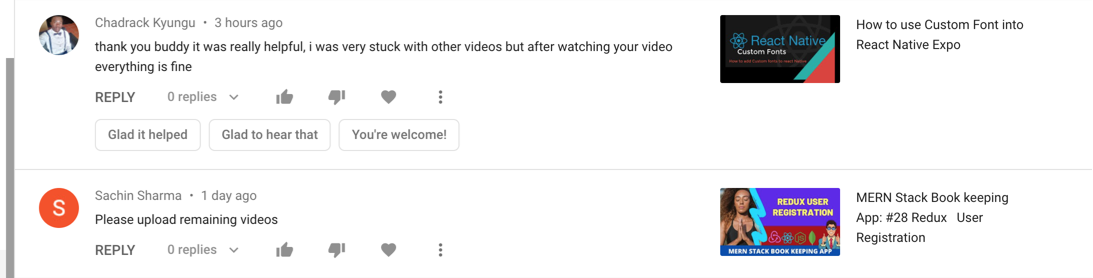 Chadrack Kyungu • 3 hours ago
thank you buddy it was really helpful, i was very stuck with other videos but after watching your video
everything is fine
REPLY 0 replies
Glad it helped Glad to hear that You're welcome!
React Native
Custom Fonts
How to add Custom fonts to react Native
How to use Custom Font into
React Native Expo
S
Sachin Sharma • 1 day ago
Please upload remaining videos
REPLY 0 replies
REDUX USER
REGISTRATION
MERN STACK BOOK KEEPING APP
MERN Stack Book keeping
App: #28 Redux User
Registration